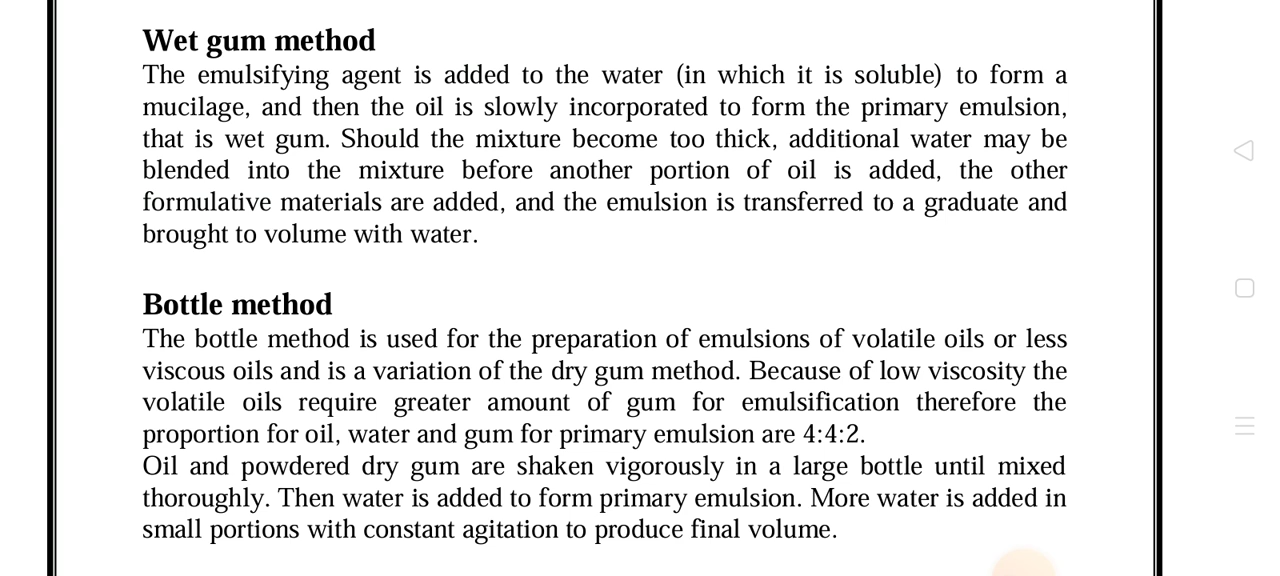 Wet gum method
The emulsifying agent is added to the water (in which it is soluble) to form a
mucilage, and then the oil is slowly incorporated to form the primary emulsion,
that is wet gum. Should the mixture become too thick, additional water may be
blended into the mixture before another portion of oil is added, the other
formulative materials are added, and the emulsion is transferred to a graduate and
brought to volume with water.
Bottle method
The bottle method is used for the preparation of emulsions of volatile oils or less
viscous oils and is a variation of the dry gum method. Because of low viscosity the
volatile oils require greater amount of gum for emulsification therefore the
proportion for oil, water and gum for primary emulsion are 4:4:2.
Oil and powdered dry gum are shaken vigorously in a large bottle until mixed
thoroughly. Then water is added to form primary emulsion. More water is added in
small portions with constant agitation to produce final volume.